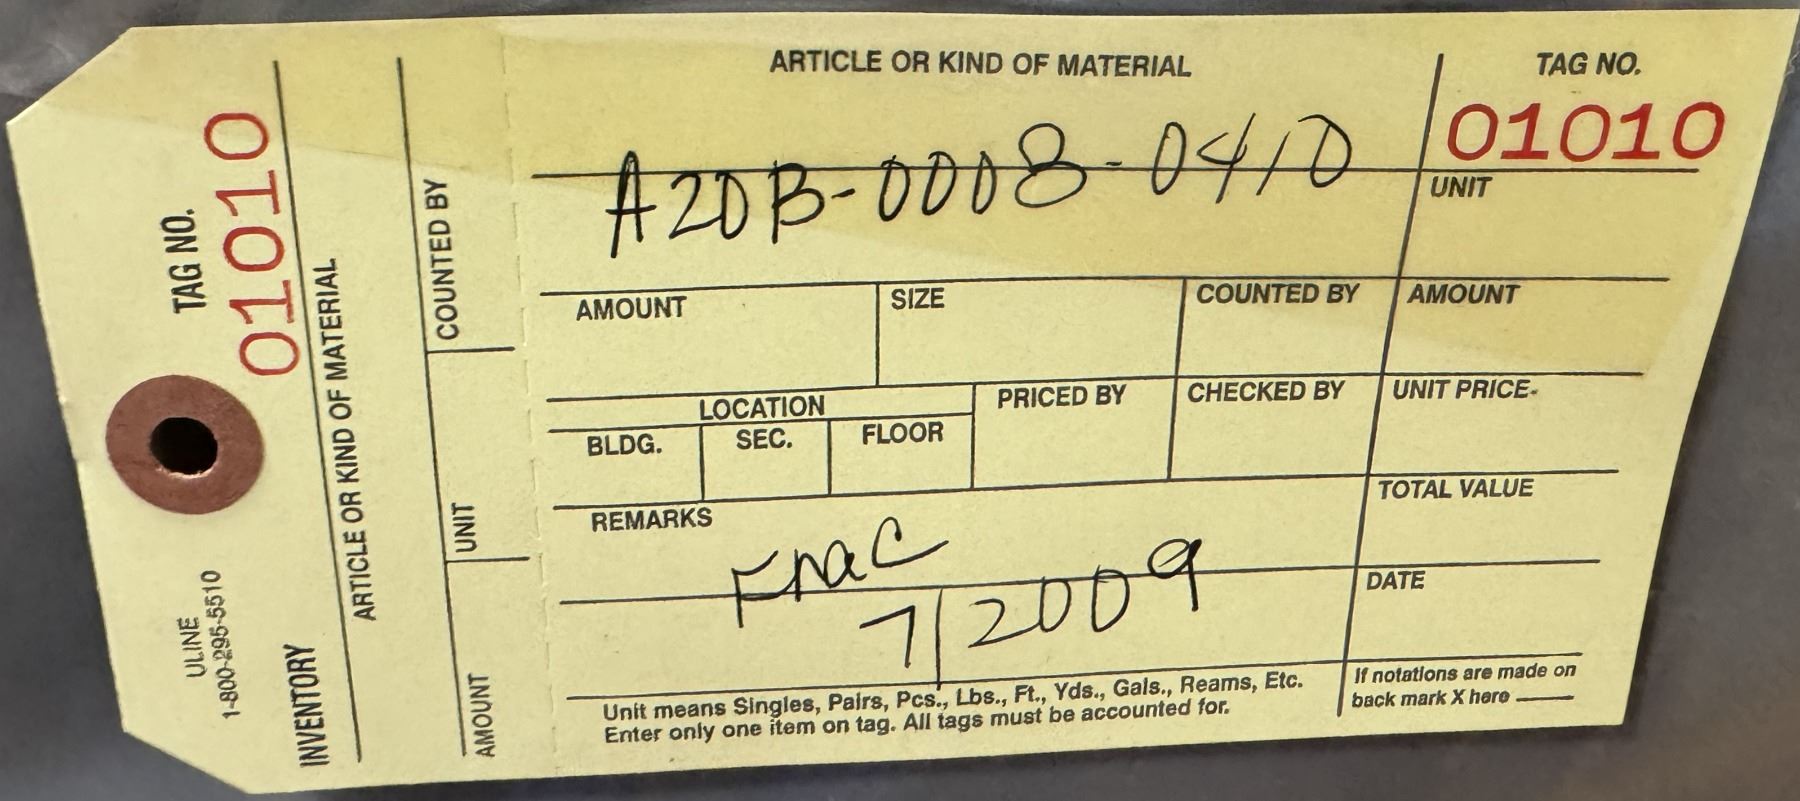 TAG NO.
01010
ULINE
1-800-295-5510
INVENTORY
ARTICLE OR KIND OF MATERIAL
COUNTED BY
UNIT
AMOUNT
ARTICLE OR KIND OF MATERIAL
TAG NO.
01010
A20B-0008-0410
UNIT
AMOUNT
SIZE
COUNTED BY
AMOUNT
LOCATION
BLDG.
SEC.
FLOOR
PRICED BY
CHECKED BY
UNIT PRICE
TOTAL VALUE
REMARKS
7/2009
DATE
Unit means Singles, Pairs, Pcs., Lbs., Ft., Yds., Gals., Reams, Etc.
Enter only one item on tag. All tags must be accounted for.
If notations are made on
back mark X here